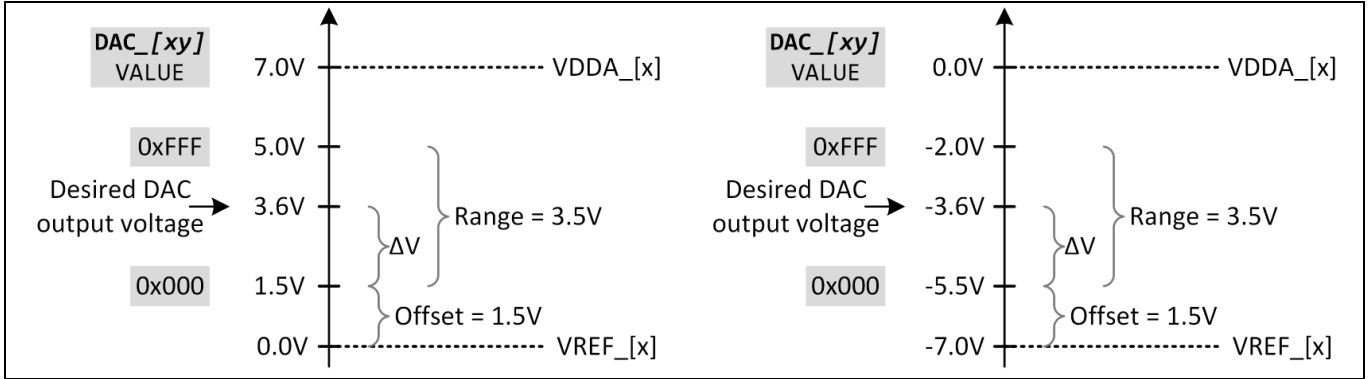 DAC_[xy]
VALUE
7.0V
VDDA_[x]
0xFFF
5.0V
Desired DAC
output voltage
3.6V
Range = 3.5V
ΔV
0x000
1.5V
Offset = 1.5V
0.0V
VREF_[x]
DAC_[xy]
VALUE
0.0V
VDDA_[x]
0xFFF
-2.0V
Desired DAC
output voltage
-3.6V
Range = 3.5V
ΔV
0x000
-5.5V
Offset = 1.5V
-7.0V
VREF_[x]